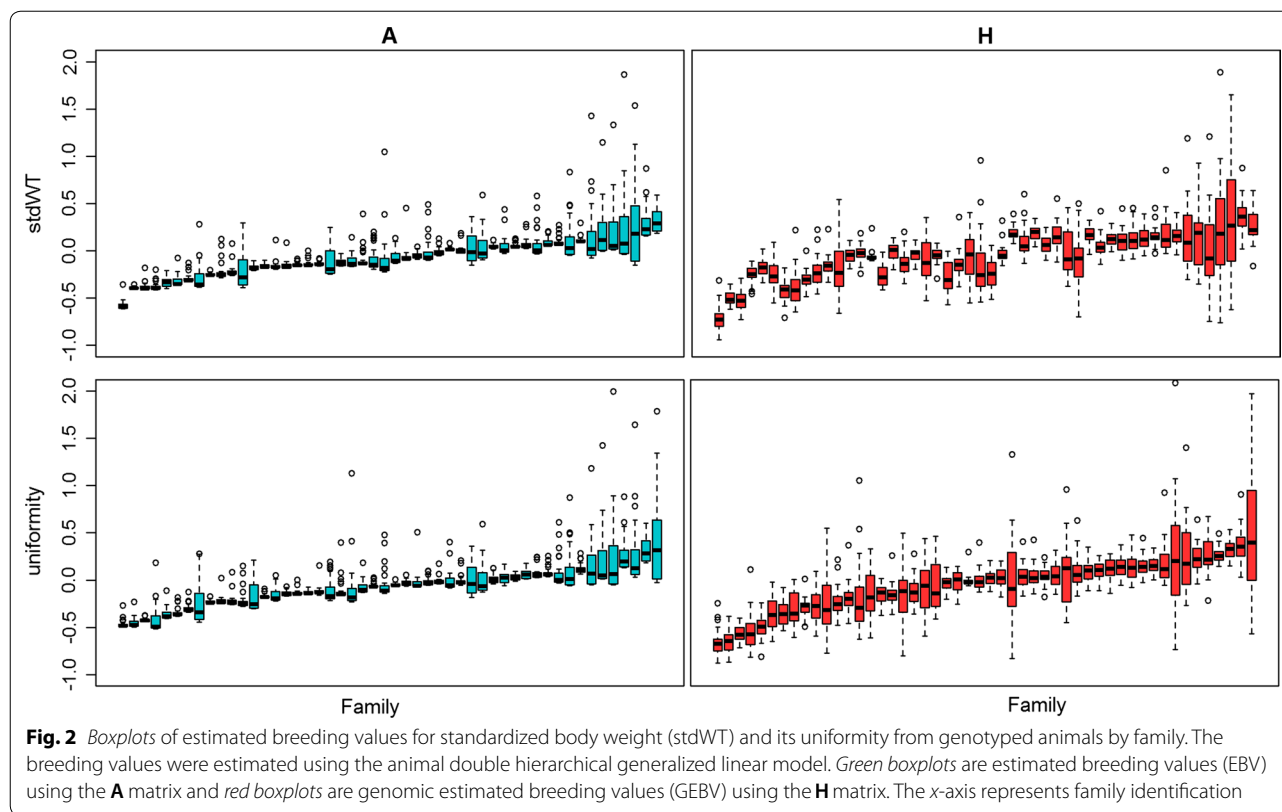 A
H
stdWT
2.0
1.5
1.0
0.5
0.0
-0.5
-1.0
uniformity
2.0
1.5
1.0
0.5
0.0
-0.5
-1.0
Family
Family
Fig. 2 Boxplots of estimated breeding values for standardized body weight (stdWT) and its uniformity from genotyped animals by family. The
breeding values were estimated using the animal double hierarchical generalized linear model. Green boxplots are estimated breeding values (EBV)
using the A matrix and red boxplots are genomic estimated breeding values (GEBV) using the H matrix. The x-axis represents family identification